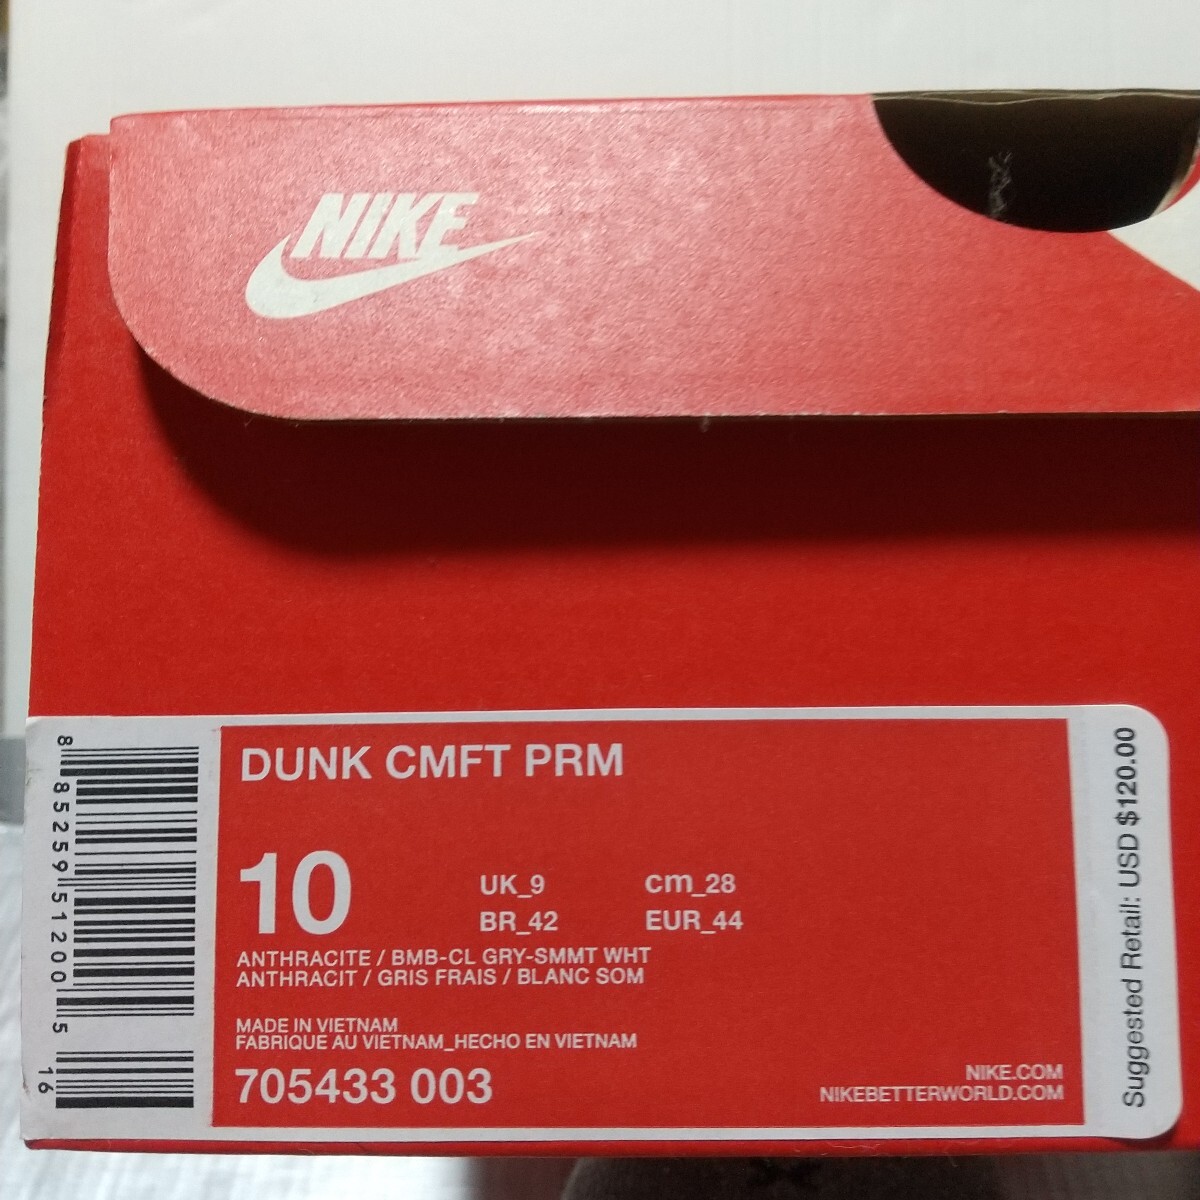 NIKE
DUNK CMFT PRM
10
UK_9 cm_28
BR_42 EUR_44
ANTHRACITE / BMB-CL GRY-SMMT WHT
ANTHRACIT / GRIS FRAIS / BLANC SOM
MADE IN VIETNAM
FABRIQUE AU VIETNAM_HECHO EN VIETNAM
705433 003
NIKE.COM
NIKEBETTERWORLD.COM
Suggested Retail: USD $120.00
8 85259 51200 5 16